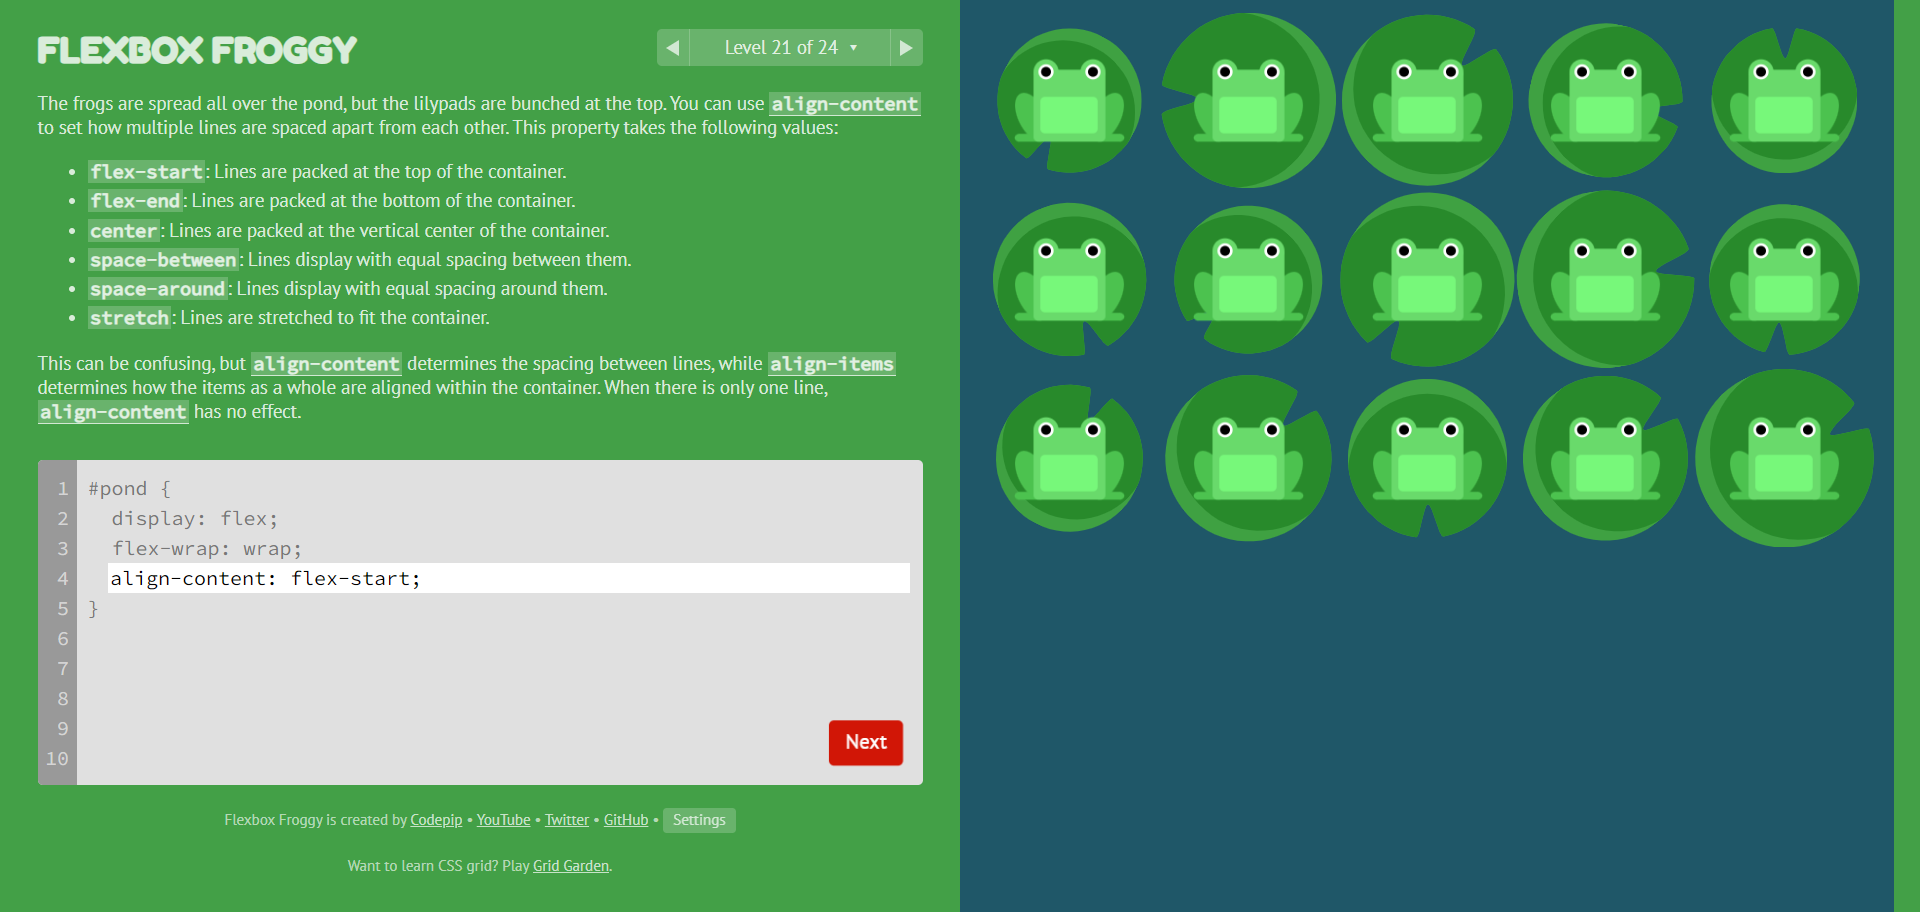 FLEXBOX FROGGY
◀ Level 21 of 24 ▼ ▶
The frogs are spread all over the pond, but the lilypads are bunched at the top. You can use align-content
to set how multiple lines are spaced apart from each other. This property takes the following values:
• flex-start: Lines are packed at the top of the container.
• flex-end: Lines are packed at the bottom of the container.
• center: Lines are packed at the vertical center of the container.
• space-between: Lines display with equal spacing between them.
• space-around: Lines display with equal spacing around them.
• stretch: Lines are stretched to fit the container.
This can be confusing, but align-content determines the spacing between lines, while align-items
determines how the items as a whole are aligned within the container. When there is only one line,
align-content has no effect.
1 #pond {
2   display: flex;
3   flex-wrap: wrap;
4   align-content: flex-start;
5 }
6
7
8
9
10
Next
Flexbox Froggy is created by Codepip • YouTube • Twitter • GitHub • Settings
Want to learn CSS grid? Play Grid Garden.